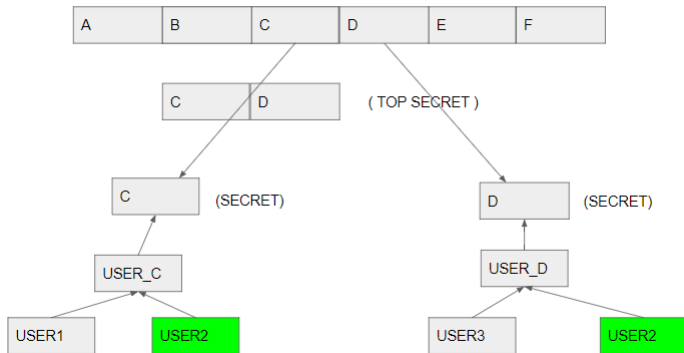 A B C D E F
C D ( TOP SECRET )
C (SECRET) D (SECRET)
USER_C USER_D
USER1 USER2 USER3 USER2